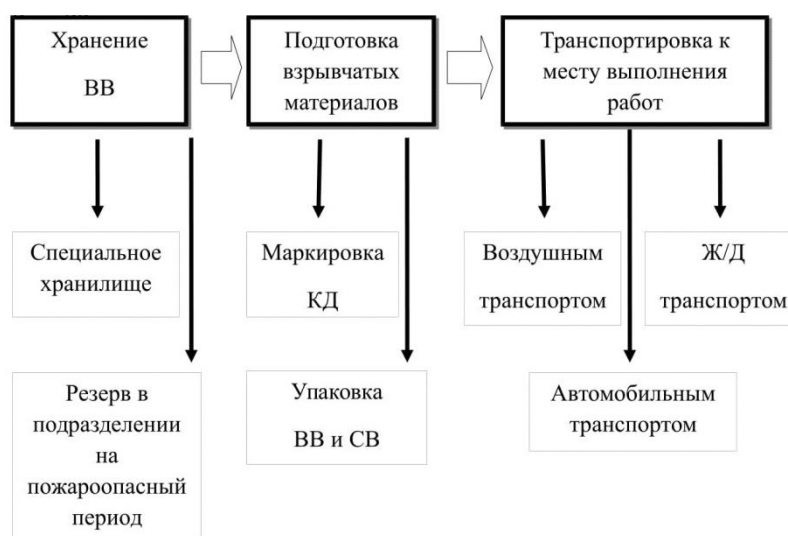 Хранение
ВВ
Подготовка
взрывчатых
материалов
Транспортировка к
месту выполнения
работ
Специальное
хранилище
Маркировка
КД
Воздушным
транспортом
Ж/Д
транспортом
Резерв в
подразделении
на
пожароопасный
период
Упаковка
ВВ и СВ
Автомобильным
транспортом